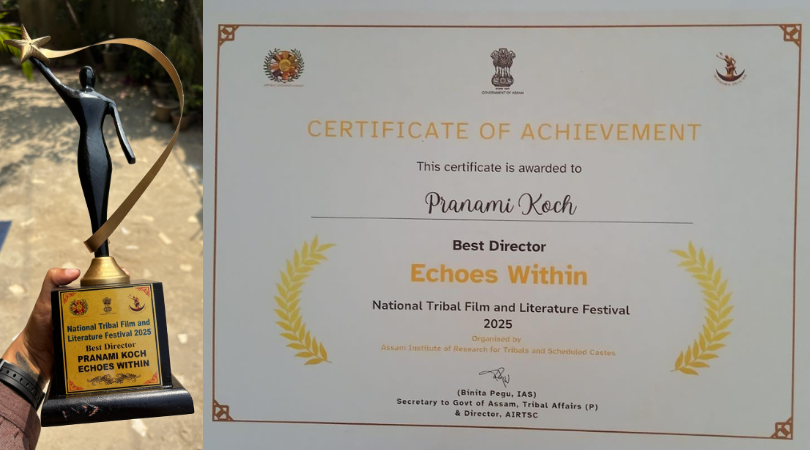 National Tribal Film and
Literature Festival 2025
Best Director
PRANAMI KOCH
ECHOES WITHIN
GOVERNMENT OF ASSAM
CERTIFICATE OF ACHIEVEMENT
This certificate is awarded to
Pranami Koch
Best Director
Echoes Within
National Tribal Film and Literature Festival
2025
Organised by
Assam Institute of Research for Tribals and Scheduled Castes
(Binita Pegu, IAS)
Secretary to Govt of Assam, Tribal Affairs (P)
& Director, AIRTSC